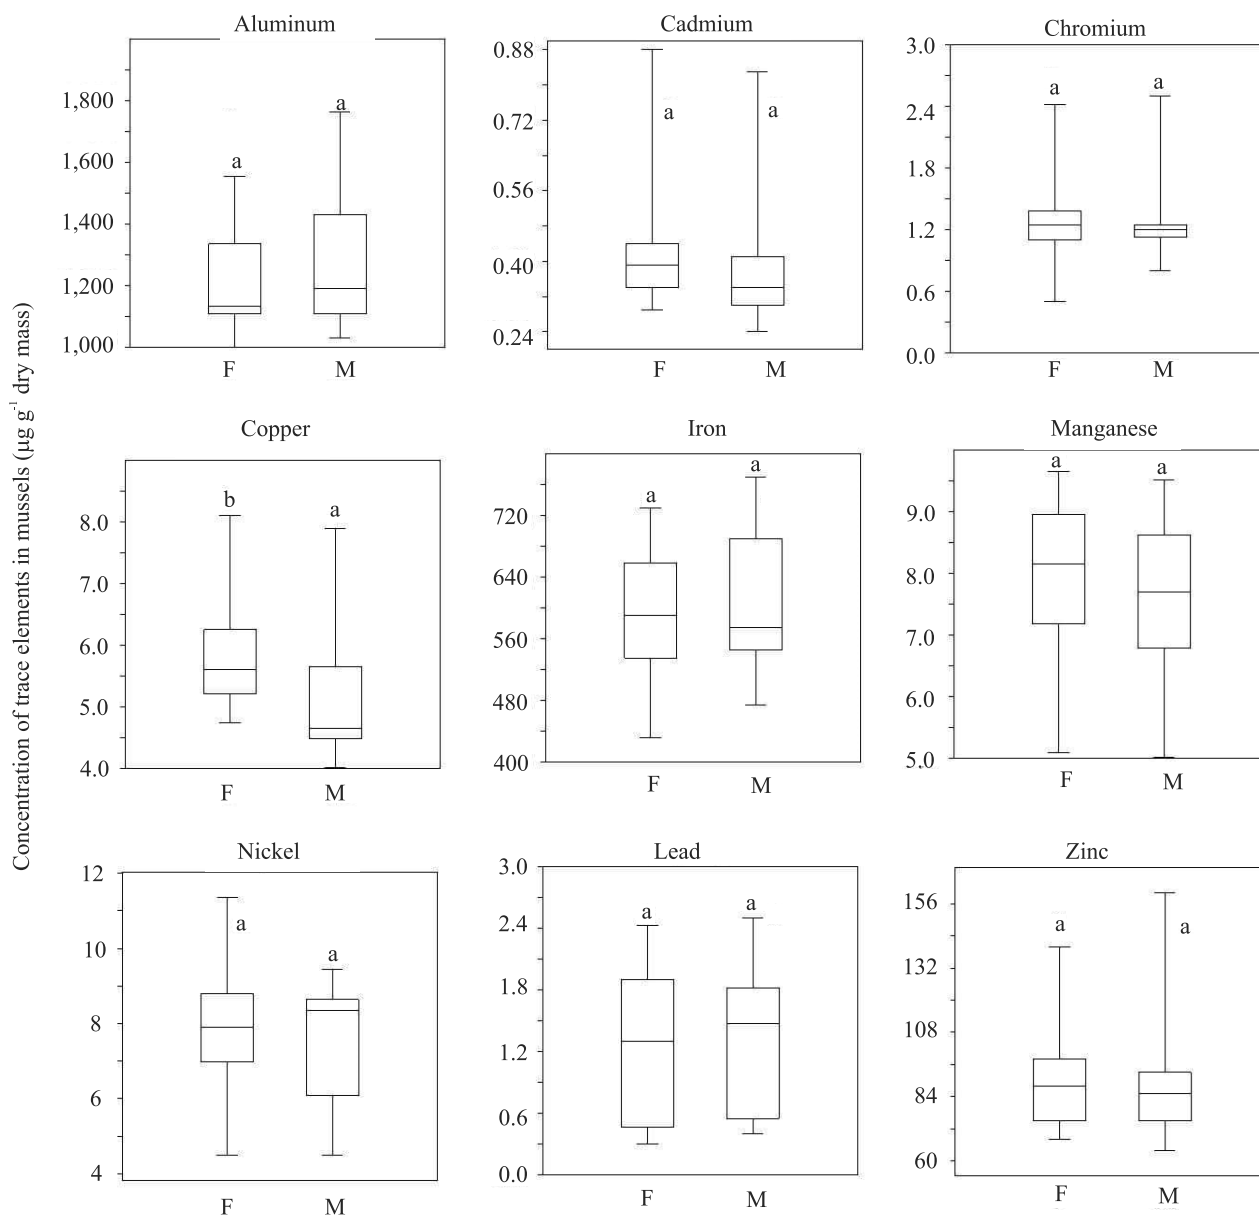 Concentration of trace elements in mussels (µg g-1 dry mass)
Aluminum
1,800
1,600
1,400
1,200
1,000
a
a
F M
Cadmium
0.88
0.72
0.56
0.40
0.24
a
a
F M
Chromium
3.0
2.4
1.8
1.2
0.6
0.0
a
a
F M
Copper
8.0
7.0
6.0
5.0
4.0
b
a
F M
Iron
720
640
560
480
400
a
a
F M
Manganese
9.0
8.0
7.0
6.0
5.0
a
a
F M
Nickel
12
10
8
6
4
a
a
F M
Lead
3.0
2.4
1.8
1.2
0.6
0.0
a
a
F M
Zinc
156
132
108
84
60
a
a
F M